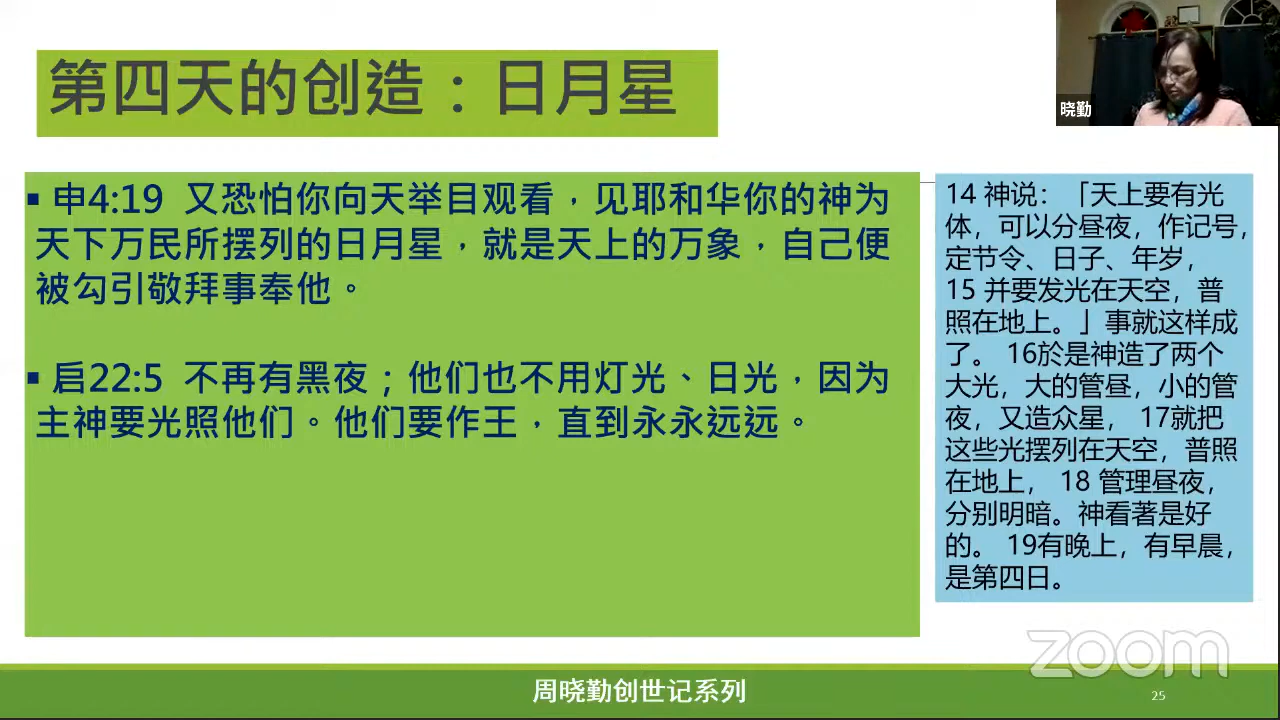 第四天的创造：日月星
晓勤
▪ 申4:19 又恐怕你向天举目观看，见耶和华你的神为
天下万民所摆列的日月星，就是天上的万象，自己便
被勾引敬拜事奉他。
▪ 启22:5 不再有黑夜；他们也不用灯光、日光，因为
主神要光照他们。他们要作王，直到永永远远。
14 神说：「天上要有光
体，可以分昼夜，作记号，
定节令、日子、年岁，
15 并要发光在天空，普
照在地上。」事就这样成
了。 16於是神造了两个
大光，大的管昼，小的管
夜，又造众星， 17就把
这些光摆列在天空，普照
在地上， 18 管理昼夜，
分别明暗。神看著是好
的。 19有晚上，有早晨，
是第四日。
zoom
周晓勤创世记系列
25